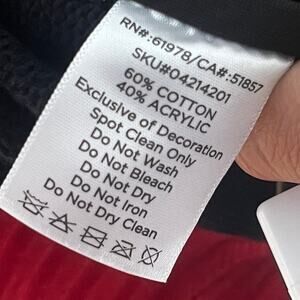 RN#:61978/CA#:51857
SKU#04214201
60% COTTON
40% ACRYLIC
Exclusive of Decoration
Spot Clean Only
Do Not Wash
Do Not Bleach
Do Not Dry
Do Not Iron
Do Not Dry Clean